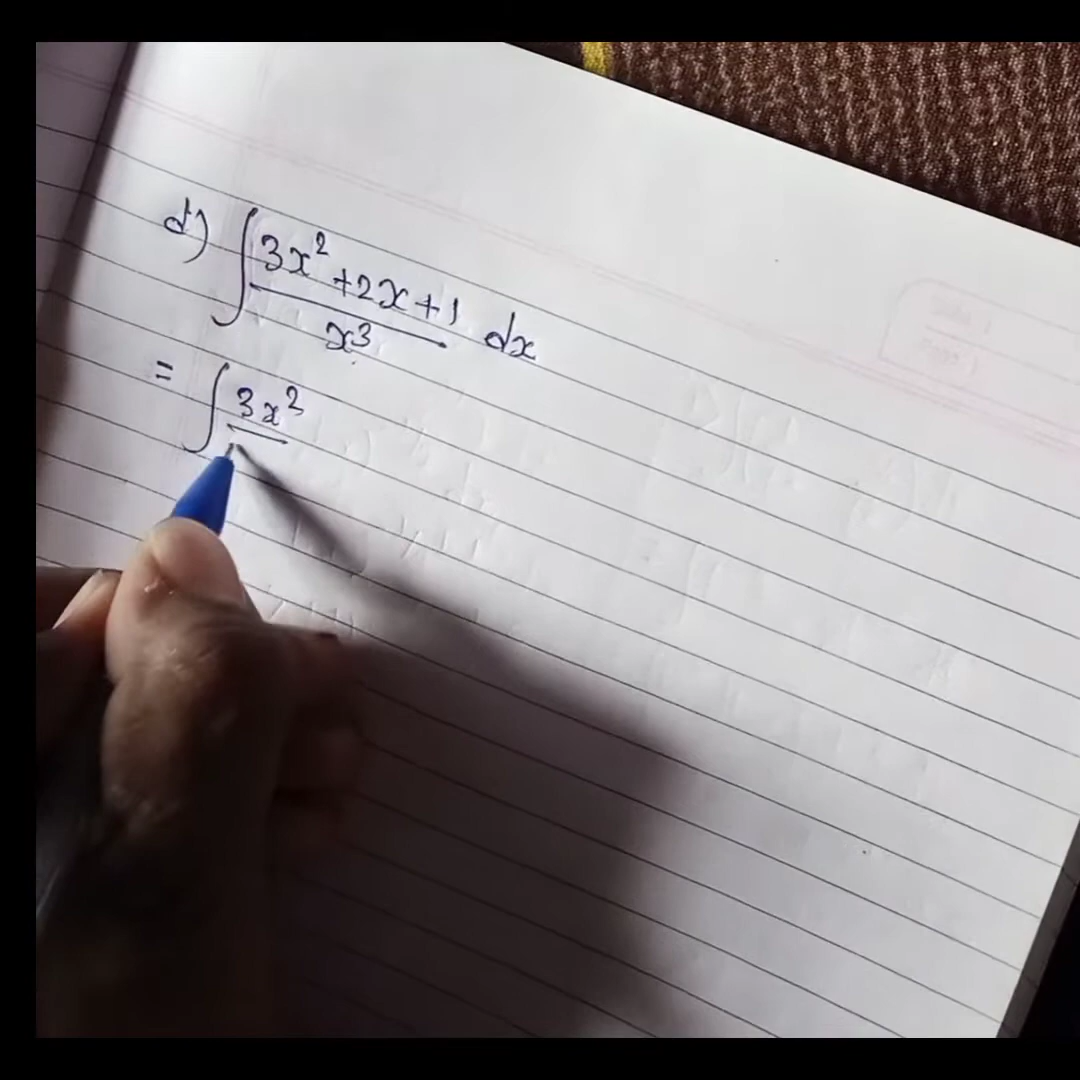 d) ∫ (3x² + 2x + 1)/x³ dx
= ∫ 3x²